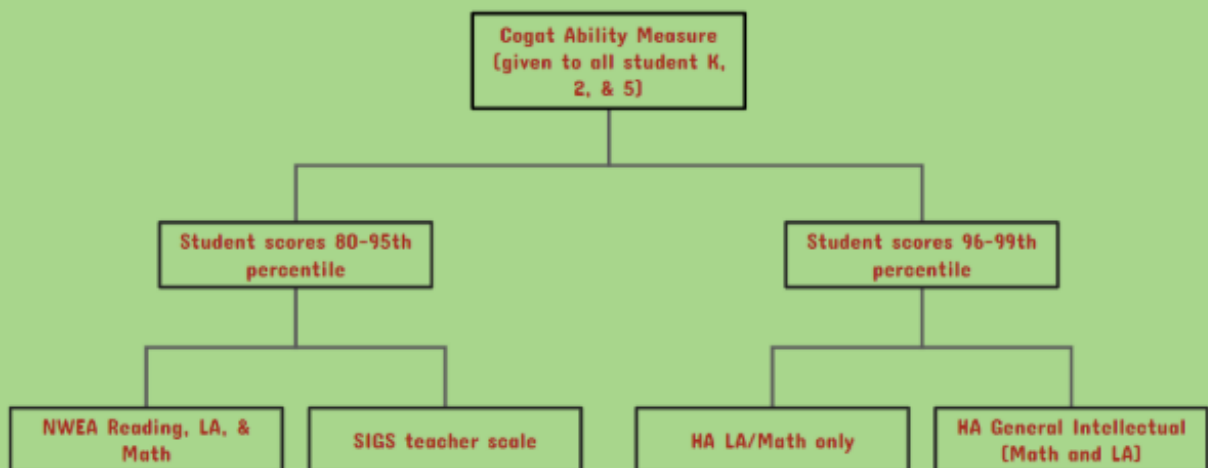 Cogat Ability Measure
(given to all student K,
2, & 5)
Student scores 80-95th
percentile
Student scores 96-99th
percentile
NWEA Reading, LA, &
Math
SIGS teacher scale
HA LA/Math only
HA General Intellectual
(Math and LA)